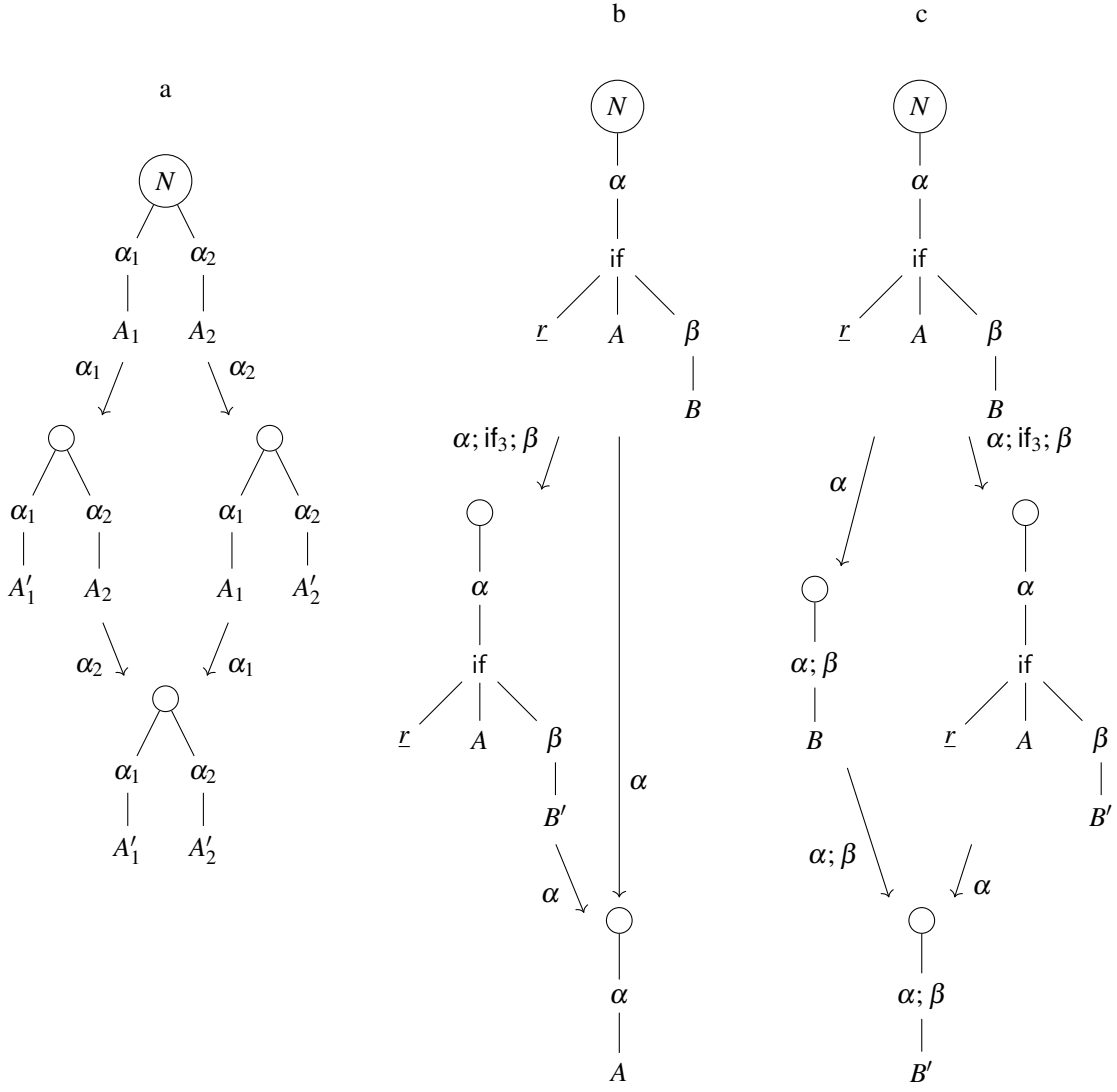 a
N
α₁ α₂
A₁ A₂
α₁ α₂
α₁ α₂ α₁ α₂
A′₁ A₂ A₁ A′₂
α₂ α₁
α₁ α₂
A′₁ A′₂
b
N
α
if
r A β
B
α; if₃; β
α
α
if
r A β
B′
α
α
A
c
N
α
if
r A β
B
α
α; if₃; β
α; β
B
α
if
r A β
B′
α; β
α
α; β
B′